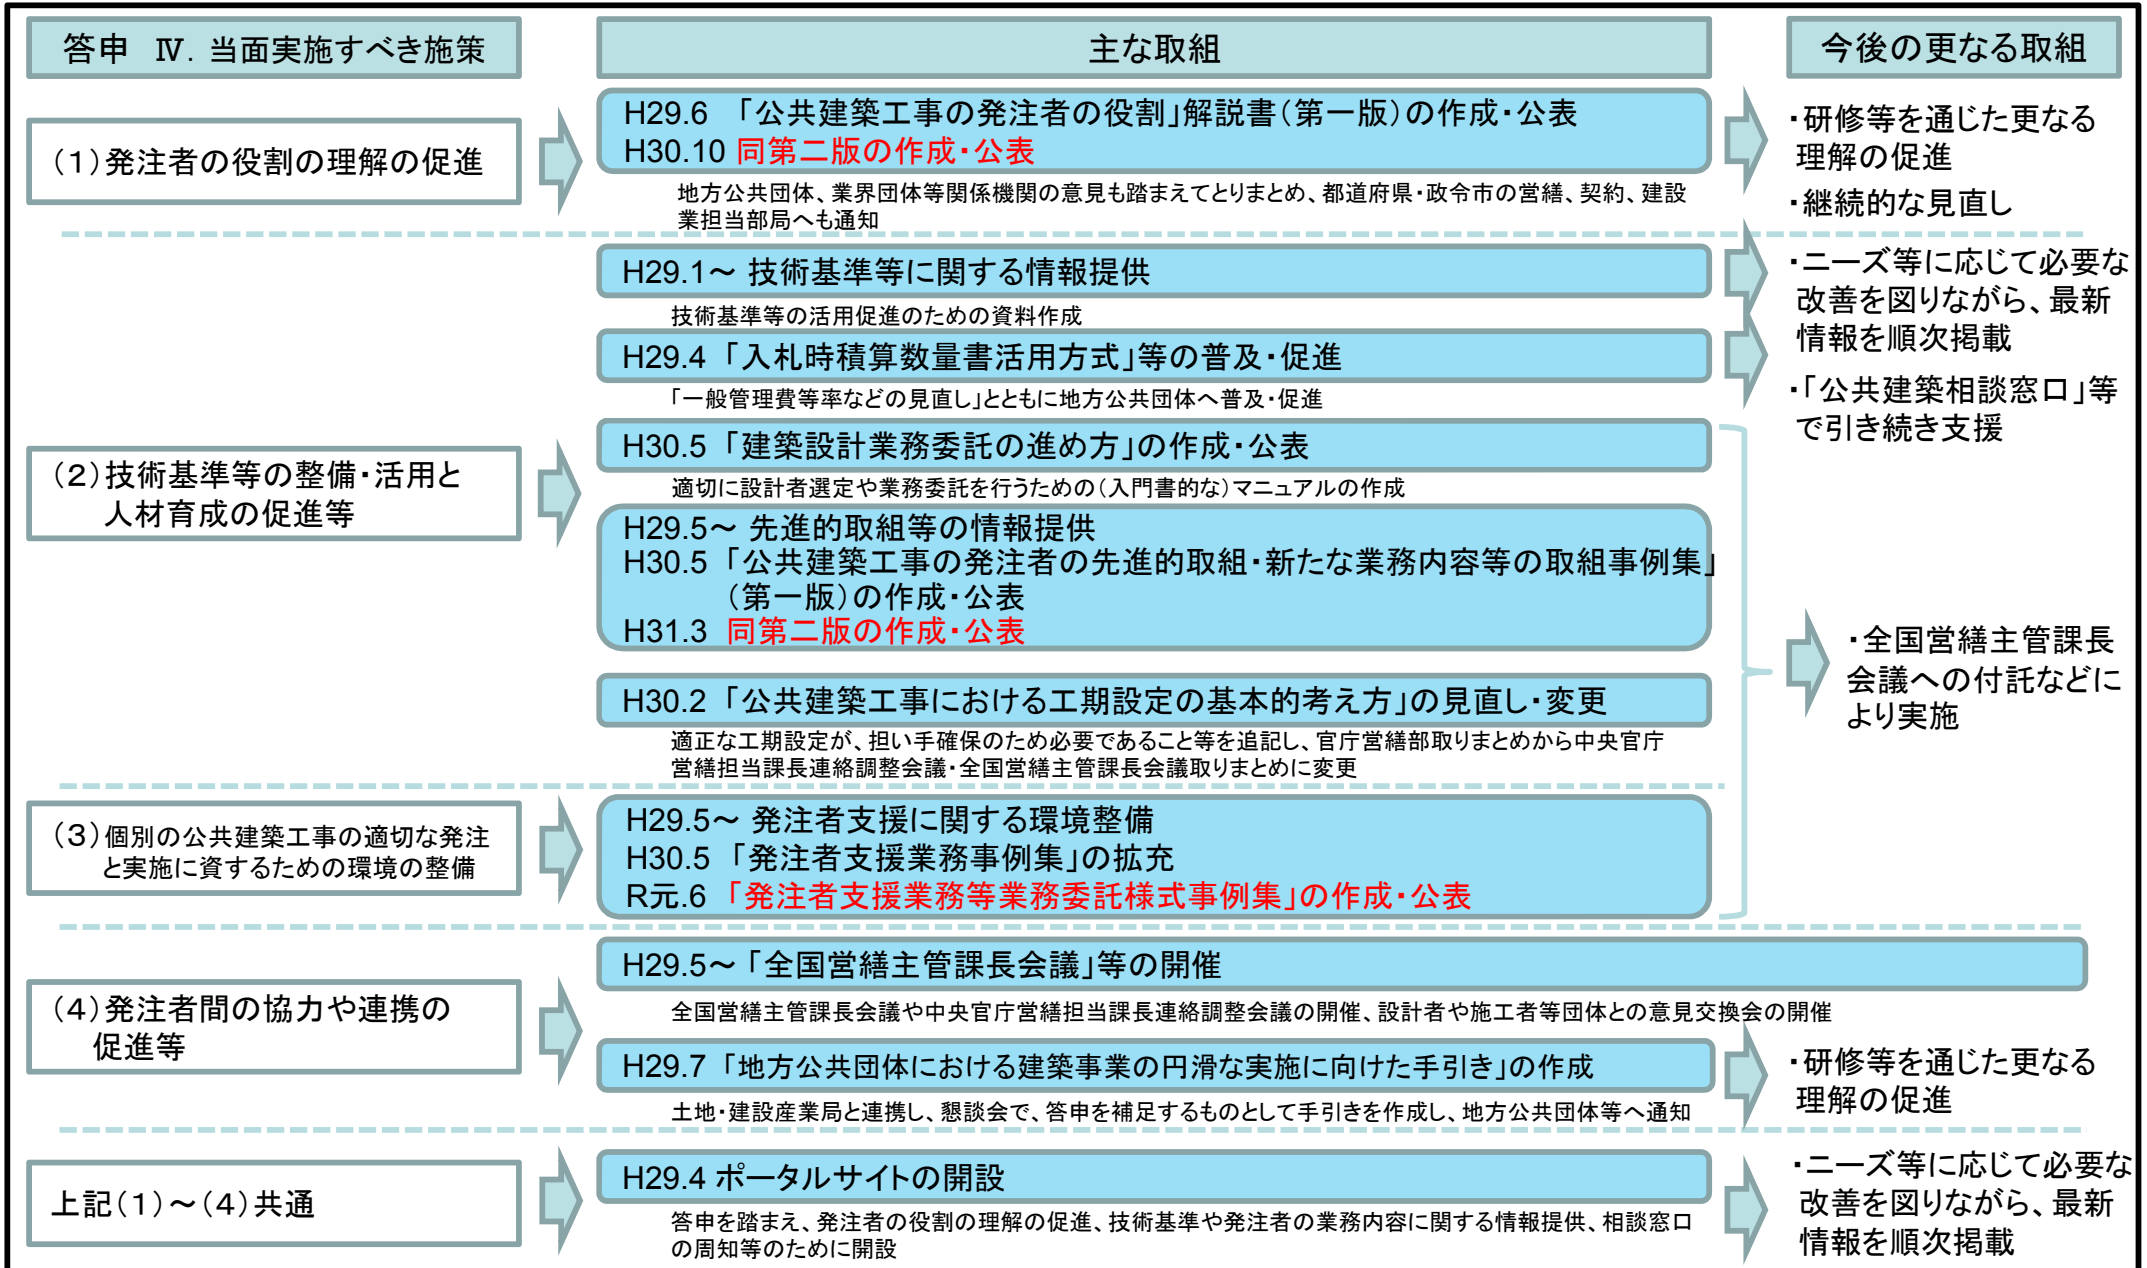 答申 Ⅳ．当面実施すべき施策
主な取組
今後の更なる取組
（１）発注者の役割の理解の促進
H29.6 「公共建築工事の発注者の役割」解説書（第一版）の作成・公表
H30.10 同第二版の作成・公表
地方公共団体、業界団体等関係機関の意見も踏まえてとりまとめ、都道府県・政令市の営繕、契約、建設
業担当部局へも通知
・研修等を通じた更なる
理解の促進
・継続的な見直し
（２）技術基準等の整備・活用と
人材育成の促進等
H29.1～ 技術基準等に関する情報提供
技術基準等の活用促進のための資料作成
H29.4 「入札時積算数量書活用方式」等の普及・促進
「一般管理費等率などの見直し」とともに地方公共団体へ普及・促進
・ニーズ等に応じて必要な
改善を図りながら、最新
情報を順次掲載
・「公共建築相談窓口」等
で引き続き支援
H30.5 「建築設計業務委託の進め方」の作成・公表
適切に設計者選定や業務委託を行うための（入門書的な）マニュアルの作成
H29.5～ 先進的取組等の情報提供
H30.5 「公共建築工事の発注者の先進的取組・新たな業務内容等の取組事例集」
（第一版）の作成・公表
H31.3 同第二版の作成・公表
H30.2 「公共建築工事における工期設定の基本的考え方」の見直し・変更
適正な工期設定が、担い手確保のため必要であること等を追記し、官庁営繕部取りまとめから中央官庁
営繕担当課長連絡調整会議・全国営繕主管課長会議取りまとめに変更
・全国営繕主管課長
会議への付託などに
より実施
（３）個別の公共建築工事の適切な発注
と実施に資するための環境の整備
H29.5～ 発注者支援に関する環境整備
H30.5 「発注者支援業務事例集」の拡充
R元.6 「発注者支援業務等業務委託様式事例集」の作成・公表
（４）発注者間の協力や連携の
促進等
H29.5～ 「全国営繕主管課長会議」等の開催
全国営繕主管課長会議や中央官庁営繕担当課長連絡調整会議の開催、設計者や施工者等団体との意見交換会の開催
H29.7 「地方公共団体における建築事業の円滑な実施に向けた手引き」の作成
土地・建設産業局と連携し、懇談会で、答申を補足するものとして手引きを作成し、地方公共団体等へ通知
・研修等を通じた更なる
理解の促進
上記（１）～（４）共通
H29.4 ポータルサイトの開設
答申を踏まえ、発注者の役割の理解の促進、技術基準や発注者の業務内容に関する情報提供、相談窓口
の周知等のために開設
・ニーズ等に応じて必要な
改善を図りながら、最新
情報を順次掲載